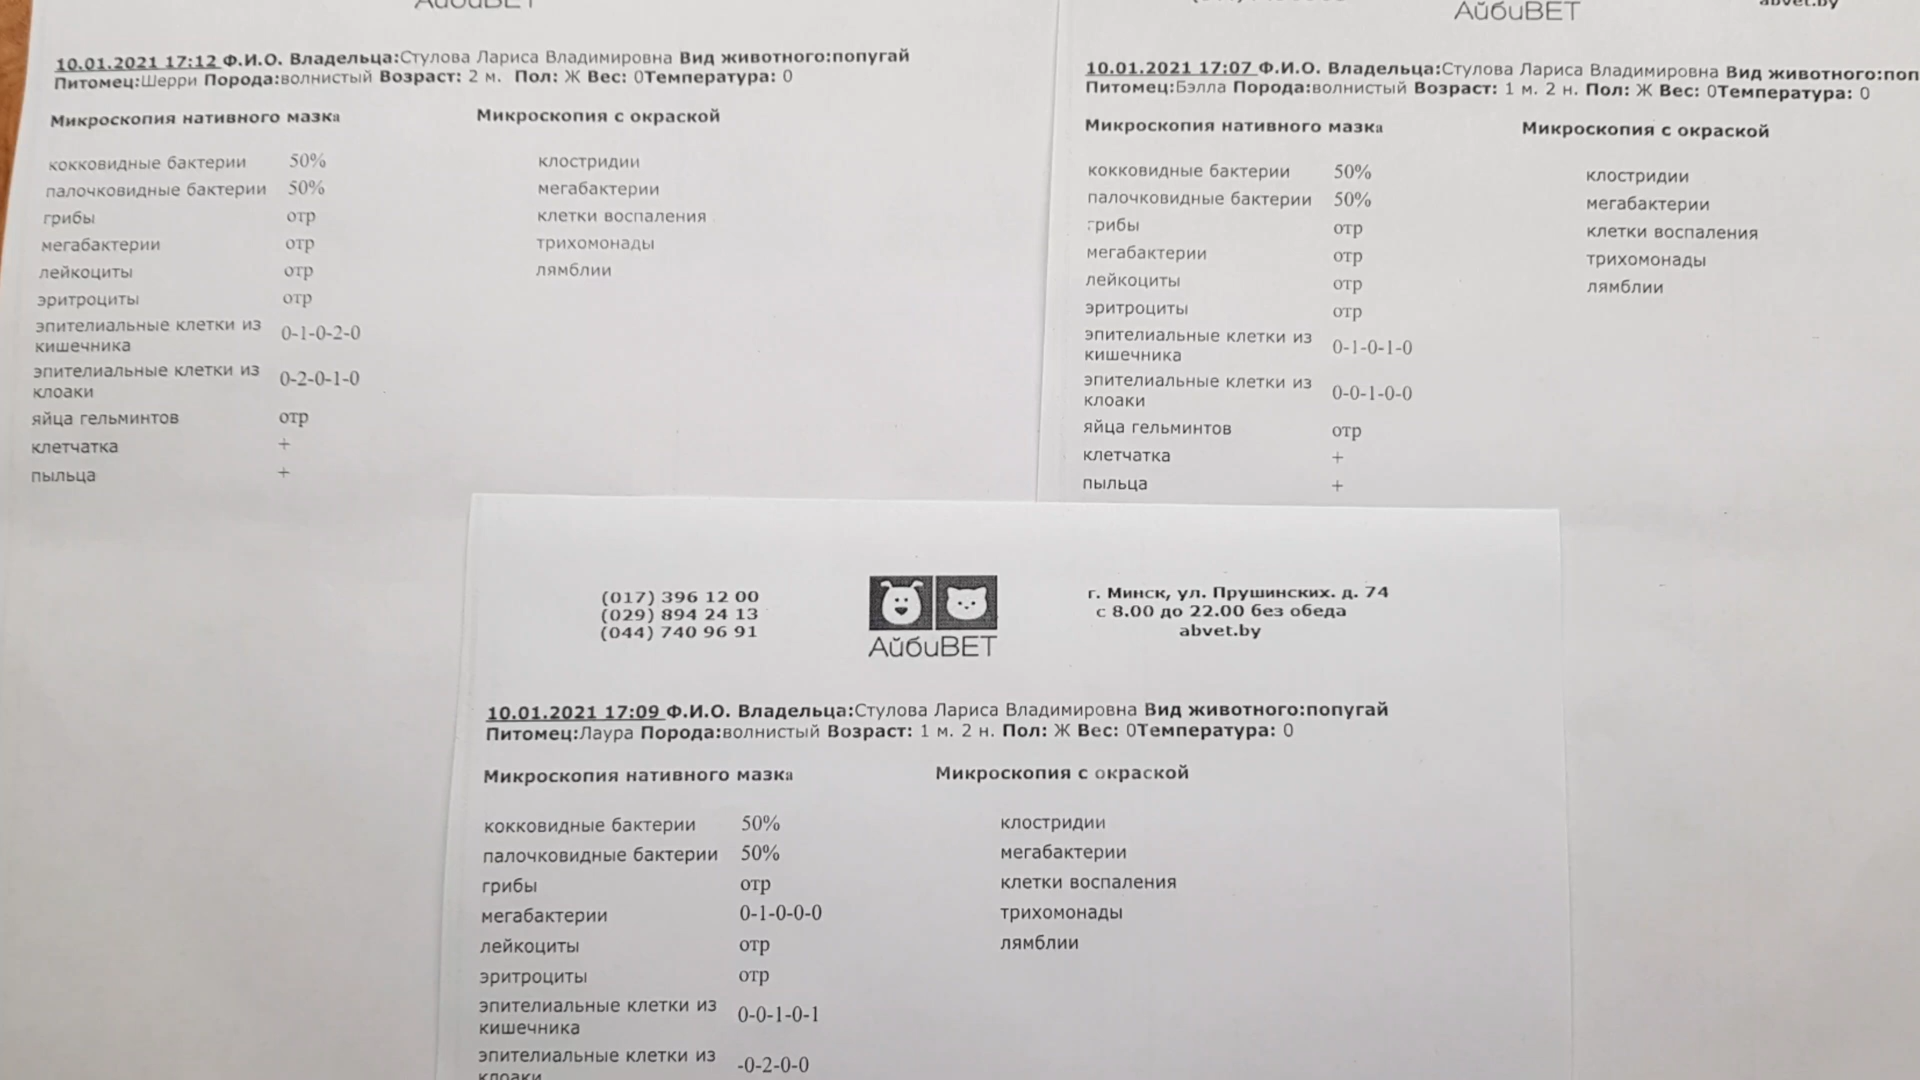 АйбиВЕТ
10.01.2021 17:12 Ф.И.О. Владельца:Стулова Лариса Владимировна Вид животного:попугай
Питомец:Шерри Порода:волнистый Возраст: 2 м. Пол: Ж Вес: 0Температура: 0
Микроскопия нативного мазка Микроскопия с окраской
кокковидные бактерии 50% клостридии
палочковидные бактерии 50% мегабактерии
грибы отр клетки воспаления
мегабактерии отр трихомонады
лейкоциты отр лямблии
эритроциты отр
эпителиальные клетки из
кишечника 0-1-0-2-0
эпителиальные клетки из
клоаки 0-2-0-1-0
яйца гельминтов отр
клетчатка +
пыльца +
АйбиВЕТ
abvet.by
10.01.2021 17:07 Ф.И.О. Владельца:Стулова Лариса Владимировна Вид животного:поп
Питомец:Бэлла Порода:волнистый Возраст: 1 м. 2 н. Пол: Ж Вес: 0Температура: 0
Микроскопия нативного мазка Микроскопия с окраской
кокковидные бактерии 50% клостридии
палочковидные бактерии 50% мегабактерии
грибы отр клетки воспаления
мегабактерии отр трихомонады
лейкоциты отр лямблии
эритроциты отр
эпителиальные клетки из
кишечника 0-1-0-1-0
эпителиальные клетки из
клоаки 0-0-1-0-0
яйца гельминтов отр
клетчатка +
пыльца +
(017) 396 12 00
(029) 894 24 13
(044) 740 96 91
АйбиВЕТ
г. Минск, ул. Прушинских. д. 74
с 8.00 до 22.00 без обеда
abvet.by
10.01.2021 17:09 Ф.И.О. Владельца:Стулова Лариса Владимировна Вид животного:попугай
Питомец:Лаура Порода:волнистый Возраст: 1 м. 2 н. Пол: Ж Вес: 0Температура: 0
Микроскопия нативного мазка Микроскопия с окраской
кокковидные бактерии 50% клостридии
палочковидные бактерии 50% мегабактерии
грибы отр клетки воспаления
мегабактерии 0-1-0-0-0 трихомонады
лейкоциты отр лямблии
эритроциты отр
эпителиальные клетки из
кишечника 0-0-1-0-1
эпителиальные клетки из
клоаки -0-2-0-0